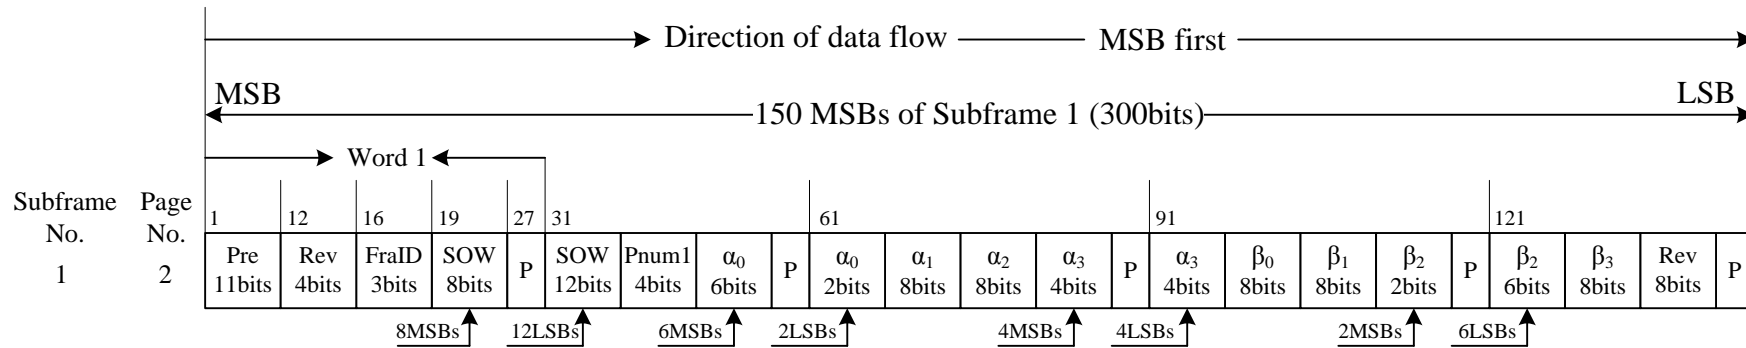 Direction of data flow MSB first
MSB LSB
150 MSBs of Subframe 1 (300bits)
Word 1
Subframe No. Page No. 1 12 16 19 27 31 61 91 121
1 2 Pre 11bits Rev 4bits FraID 3bits SOW 8bits P SOW 12bits Pnum1 4bits α0 6bits P α0 2bits α1 8bits α2 8bits α3 4bits P α3 4bits β0 8bits β1 8bits β2 2bits P β2 6bits β3 8bits Rev 8bits P
8MSBs 12LSBs 6MSBs 2LSBs 4MSBs 4LSBs 2MSBs 6LSBs